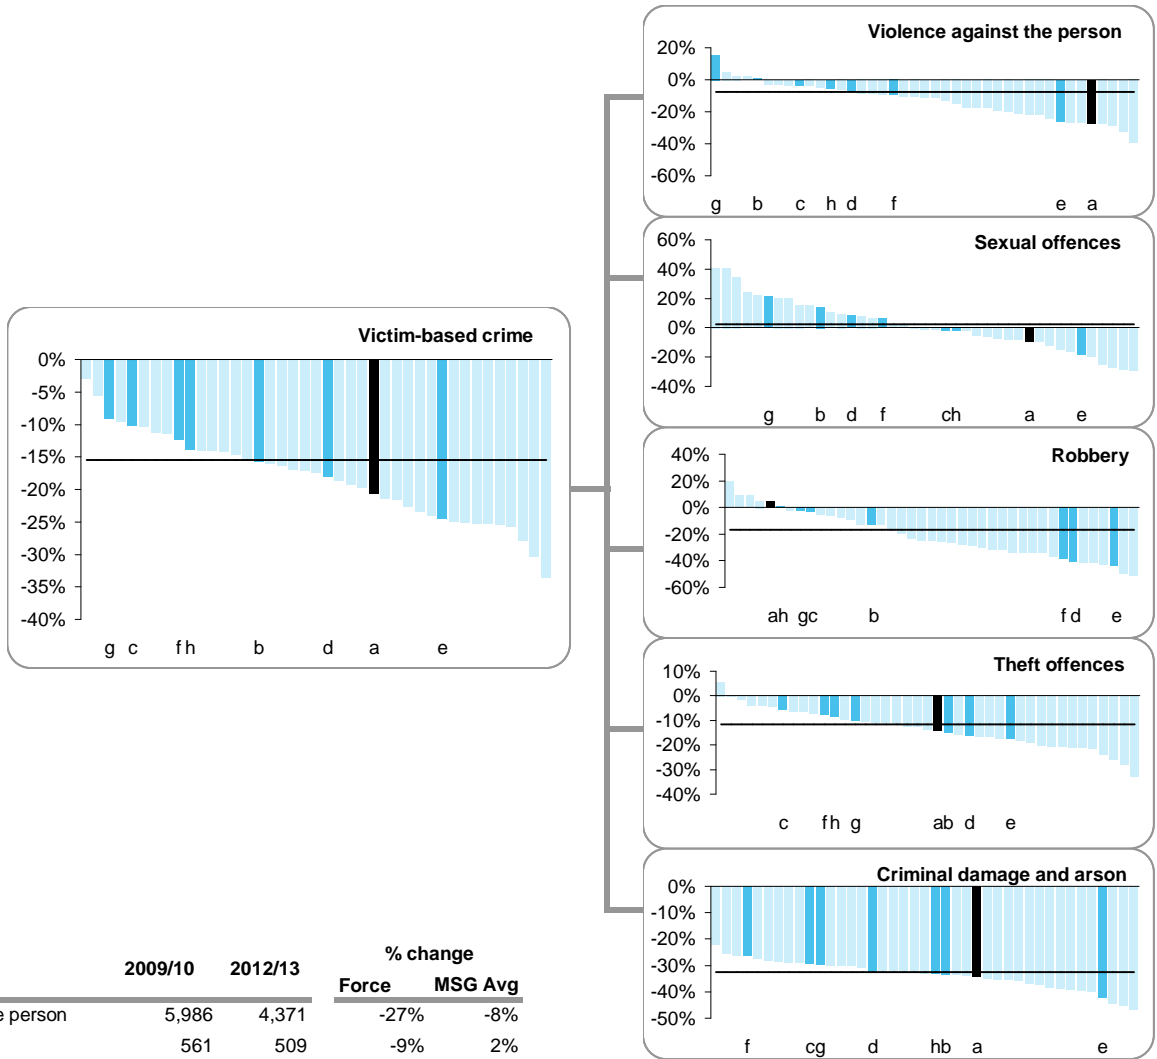 Violence against the person
20%
0%
-20%
-40%
-60%
g b c h d f e a
Sexual offences
60%
40%
20%
0%
-20%
-40%
g b d f ch a e
Victim-based crime
0%
-5%
-10%
-15%
-20%
-25%
-30%
-35%
-40%
g c f h b d a e
Robbery
40%
20%
0%
-20%
-40%
-60%
ah gc b f d e
Theft offences
10%
0%
-10%
-20%
-30%
-40%
c f h g ab d e
Criminal damage and arson
0%
-10%
-20%
-30%
-40%
-50%
f cg d hb a e
2009/10 2012/13 % change
Force MSG Avg
e person 5,986 4,371 -27% -8%
561 509 -9% 2%